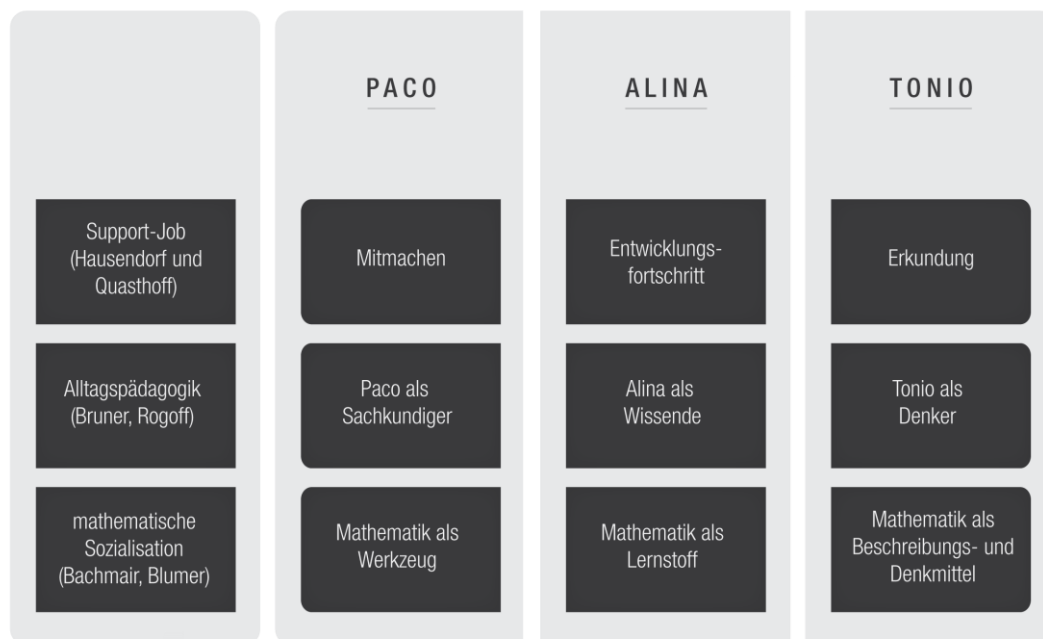 PACO
ALINA
TONIO
Support-Job
(Hausendorf und
Quasthoff)
Mitmachen
Entwicklungs-
fortschritt
Erkundung
Alltagspädagogik
(Bruner, Rogoff)
Paco als
Sachkundiger
Alina als
Wissende
Tonio als
Denker
mathematische
Sozialisation
(Bachmair, Blumer)
Mathematik als
Werkzeug
Mathematik als
Lernstoff
Mathematik als
Beschreibungs- und
Denkmittel